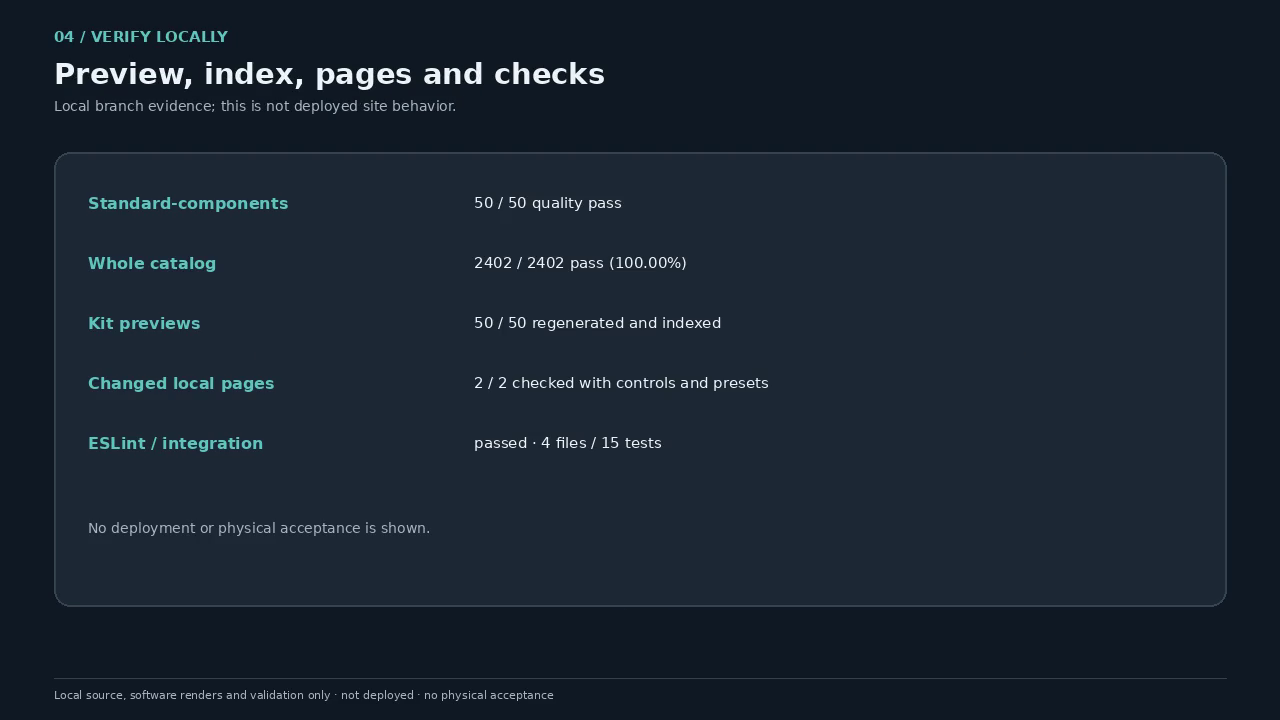 04 / VERIFY LOCALLY
Preview, index, pages and checks
Local branch evidence; this is not deployed site behavior.
Standard-components 50 / 50 quality pass
Whole catalog 2402 / 2402 pass (100.00%)
Kit previews 50 / 50 regenerated and indexed
Changed local pages 2 / 2 checked with controls and presets
ESLint / integration passed · 4 files / 15 tests
No deployment or physical acceptance is shown.
Local source, software renders and validation only · not deployed · no physical acceptance